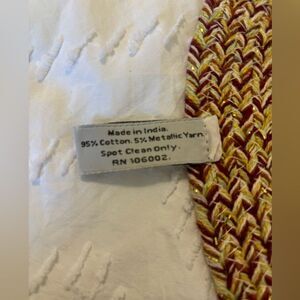 Made in India.
95% Cotton. 5% Metallic Yarn.
Spot Clean Only.
RN 106002.